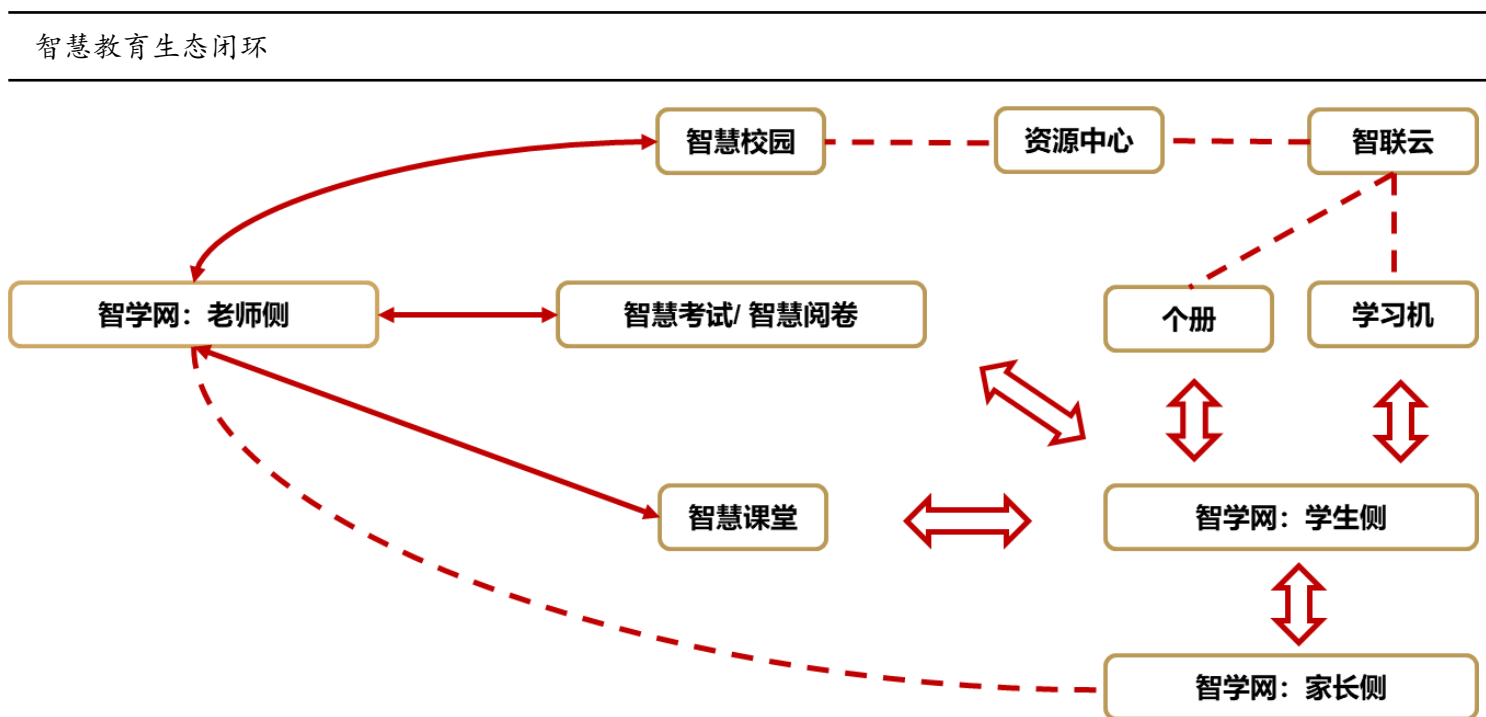 智慧教育生态闭环
智慧校园
资源中心
智联云
智学网：老师侧
智慧考试/ 智慧阅卷
个册
学习机
智慧课堂
智学网：学生侧
智学网：家长侧